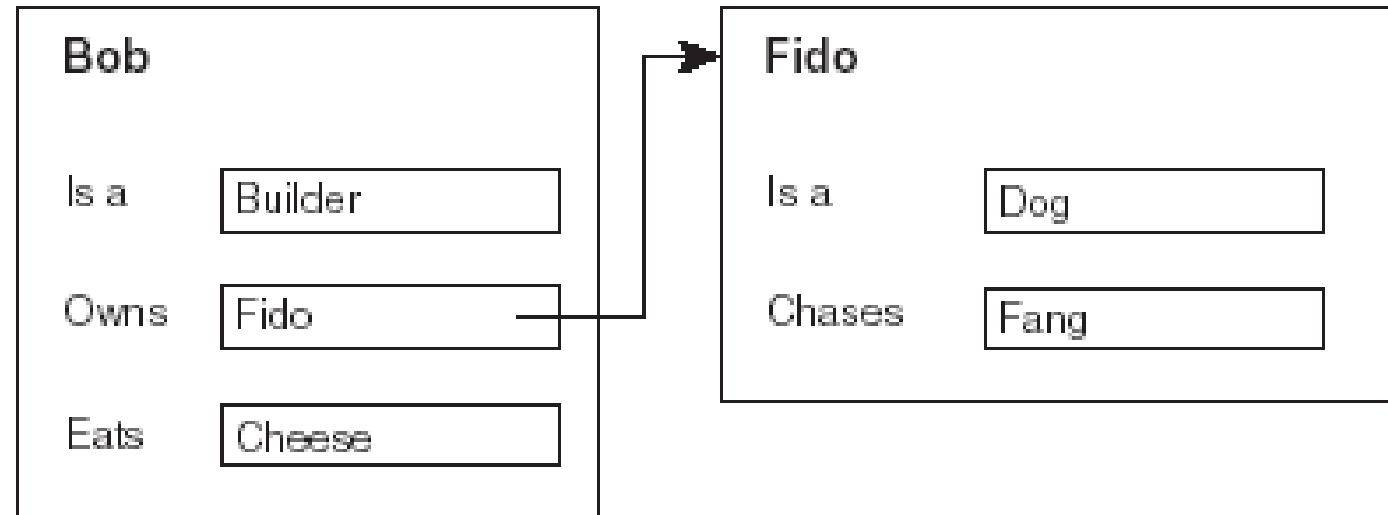 Bob
Is a Builder
Owns Fido
Eats Cheese
Fido
Is a Dog
Chases Fang